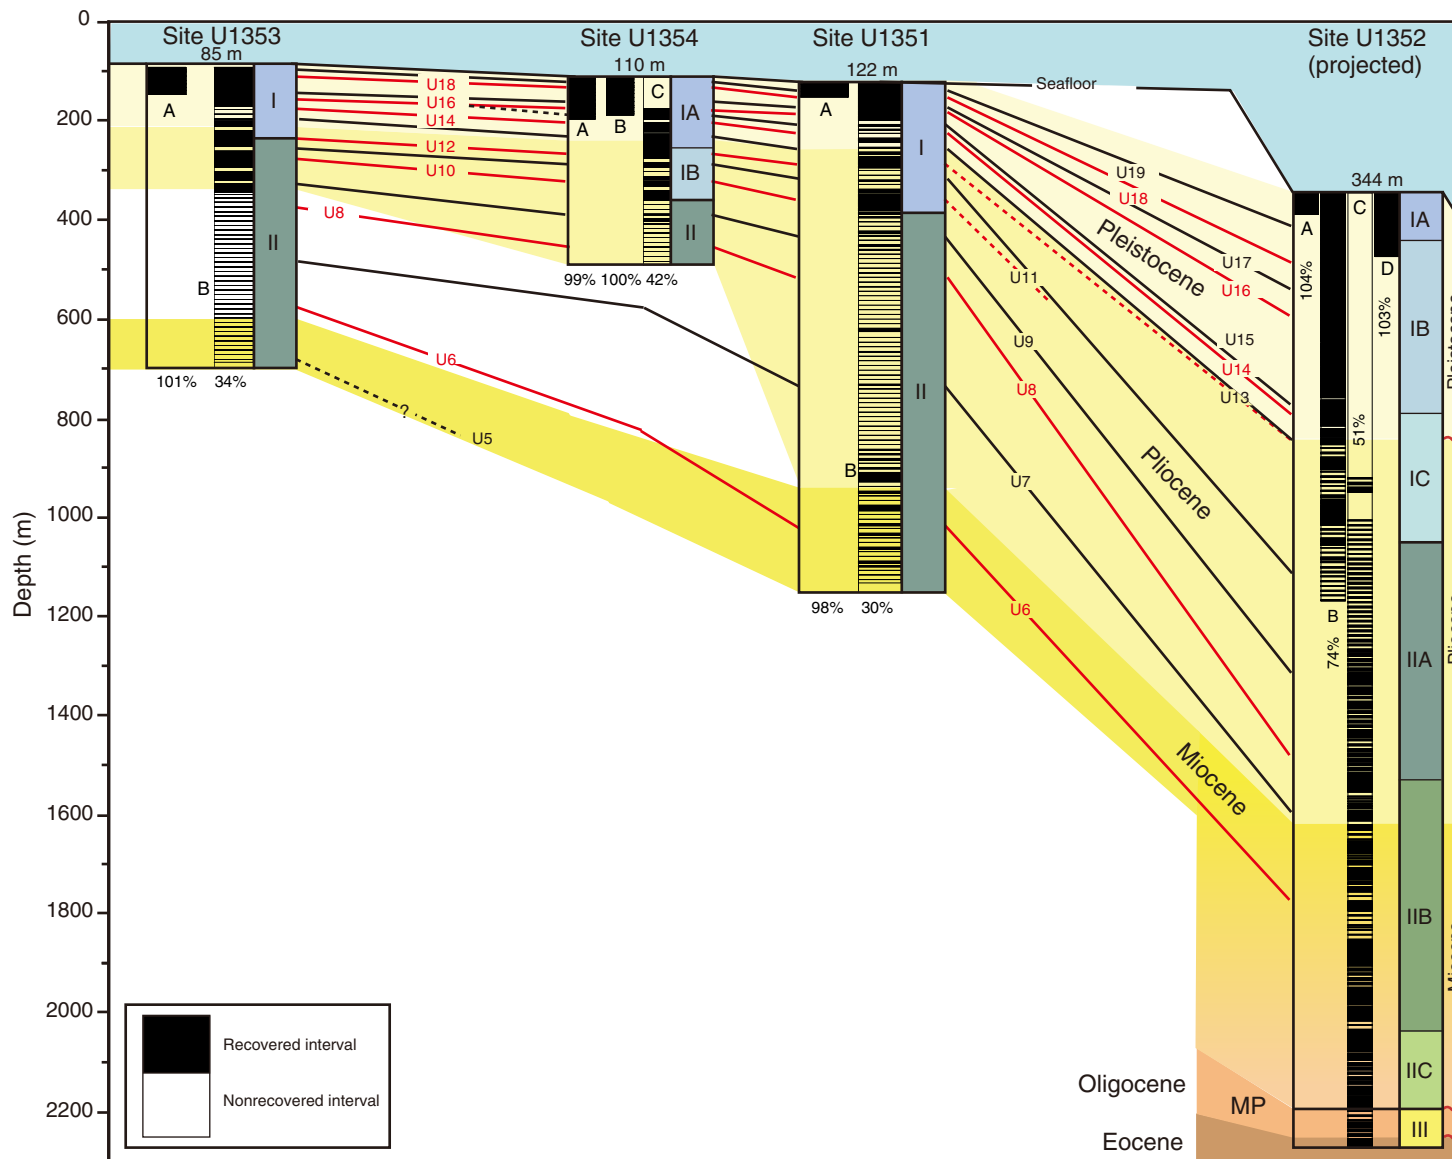 Site U1353
85 m
Site U1354
110 m
Site U1351
122 m
Site U1352
(projected)
344 m
Seafloor
Depth (m)
0
200
400
600
800
1000
1200
1400
1600
1800
2000
2200
A
B
I
II
101% 34%
U18
U16
U14
U12
U10
U8
U6
?
U5
A
B
C
IA
IB
II
99% 100% 42%
A
B
I
II
98% 30%
U19
U18
U17
U16
U15
U14
U13
U11
U9
U8
U7
U6
Pleistocene
Pliocene
Miocene
Oligocene
MP
Eocene
A
104%
B
74%
C
51%
D
103%
IA
IB
IC
IIA
IIB
IIC
III
Recovered interval
Nonrecovered interval